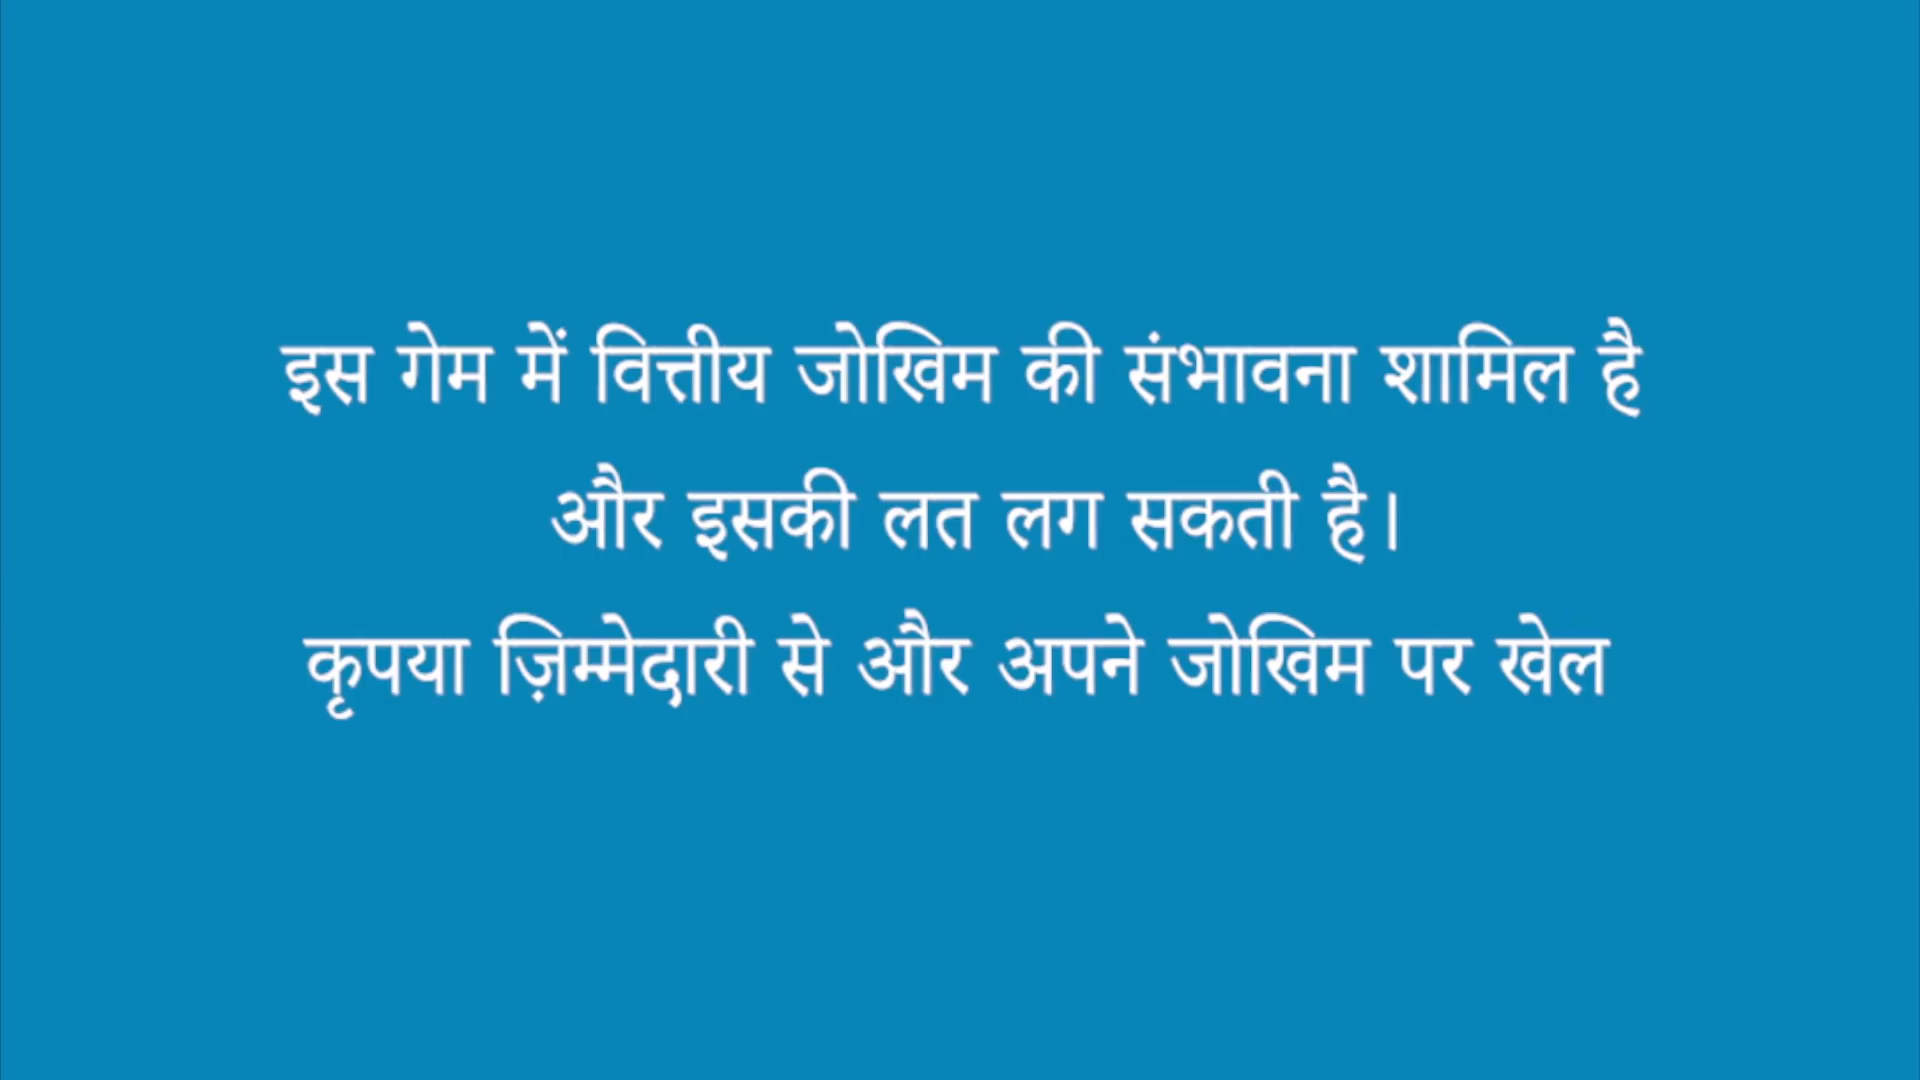 इस गेम में वित्तीय जोखिम की संभावना शामिल है
और इसकी लत लग सकती है।
कृपया ज़िम्मेदारी से और अपने जोखिम पर खेल